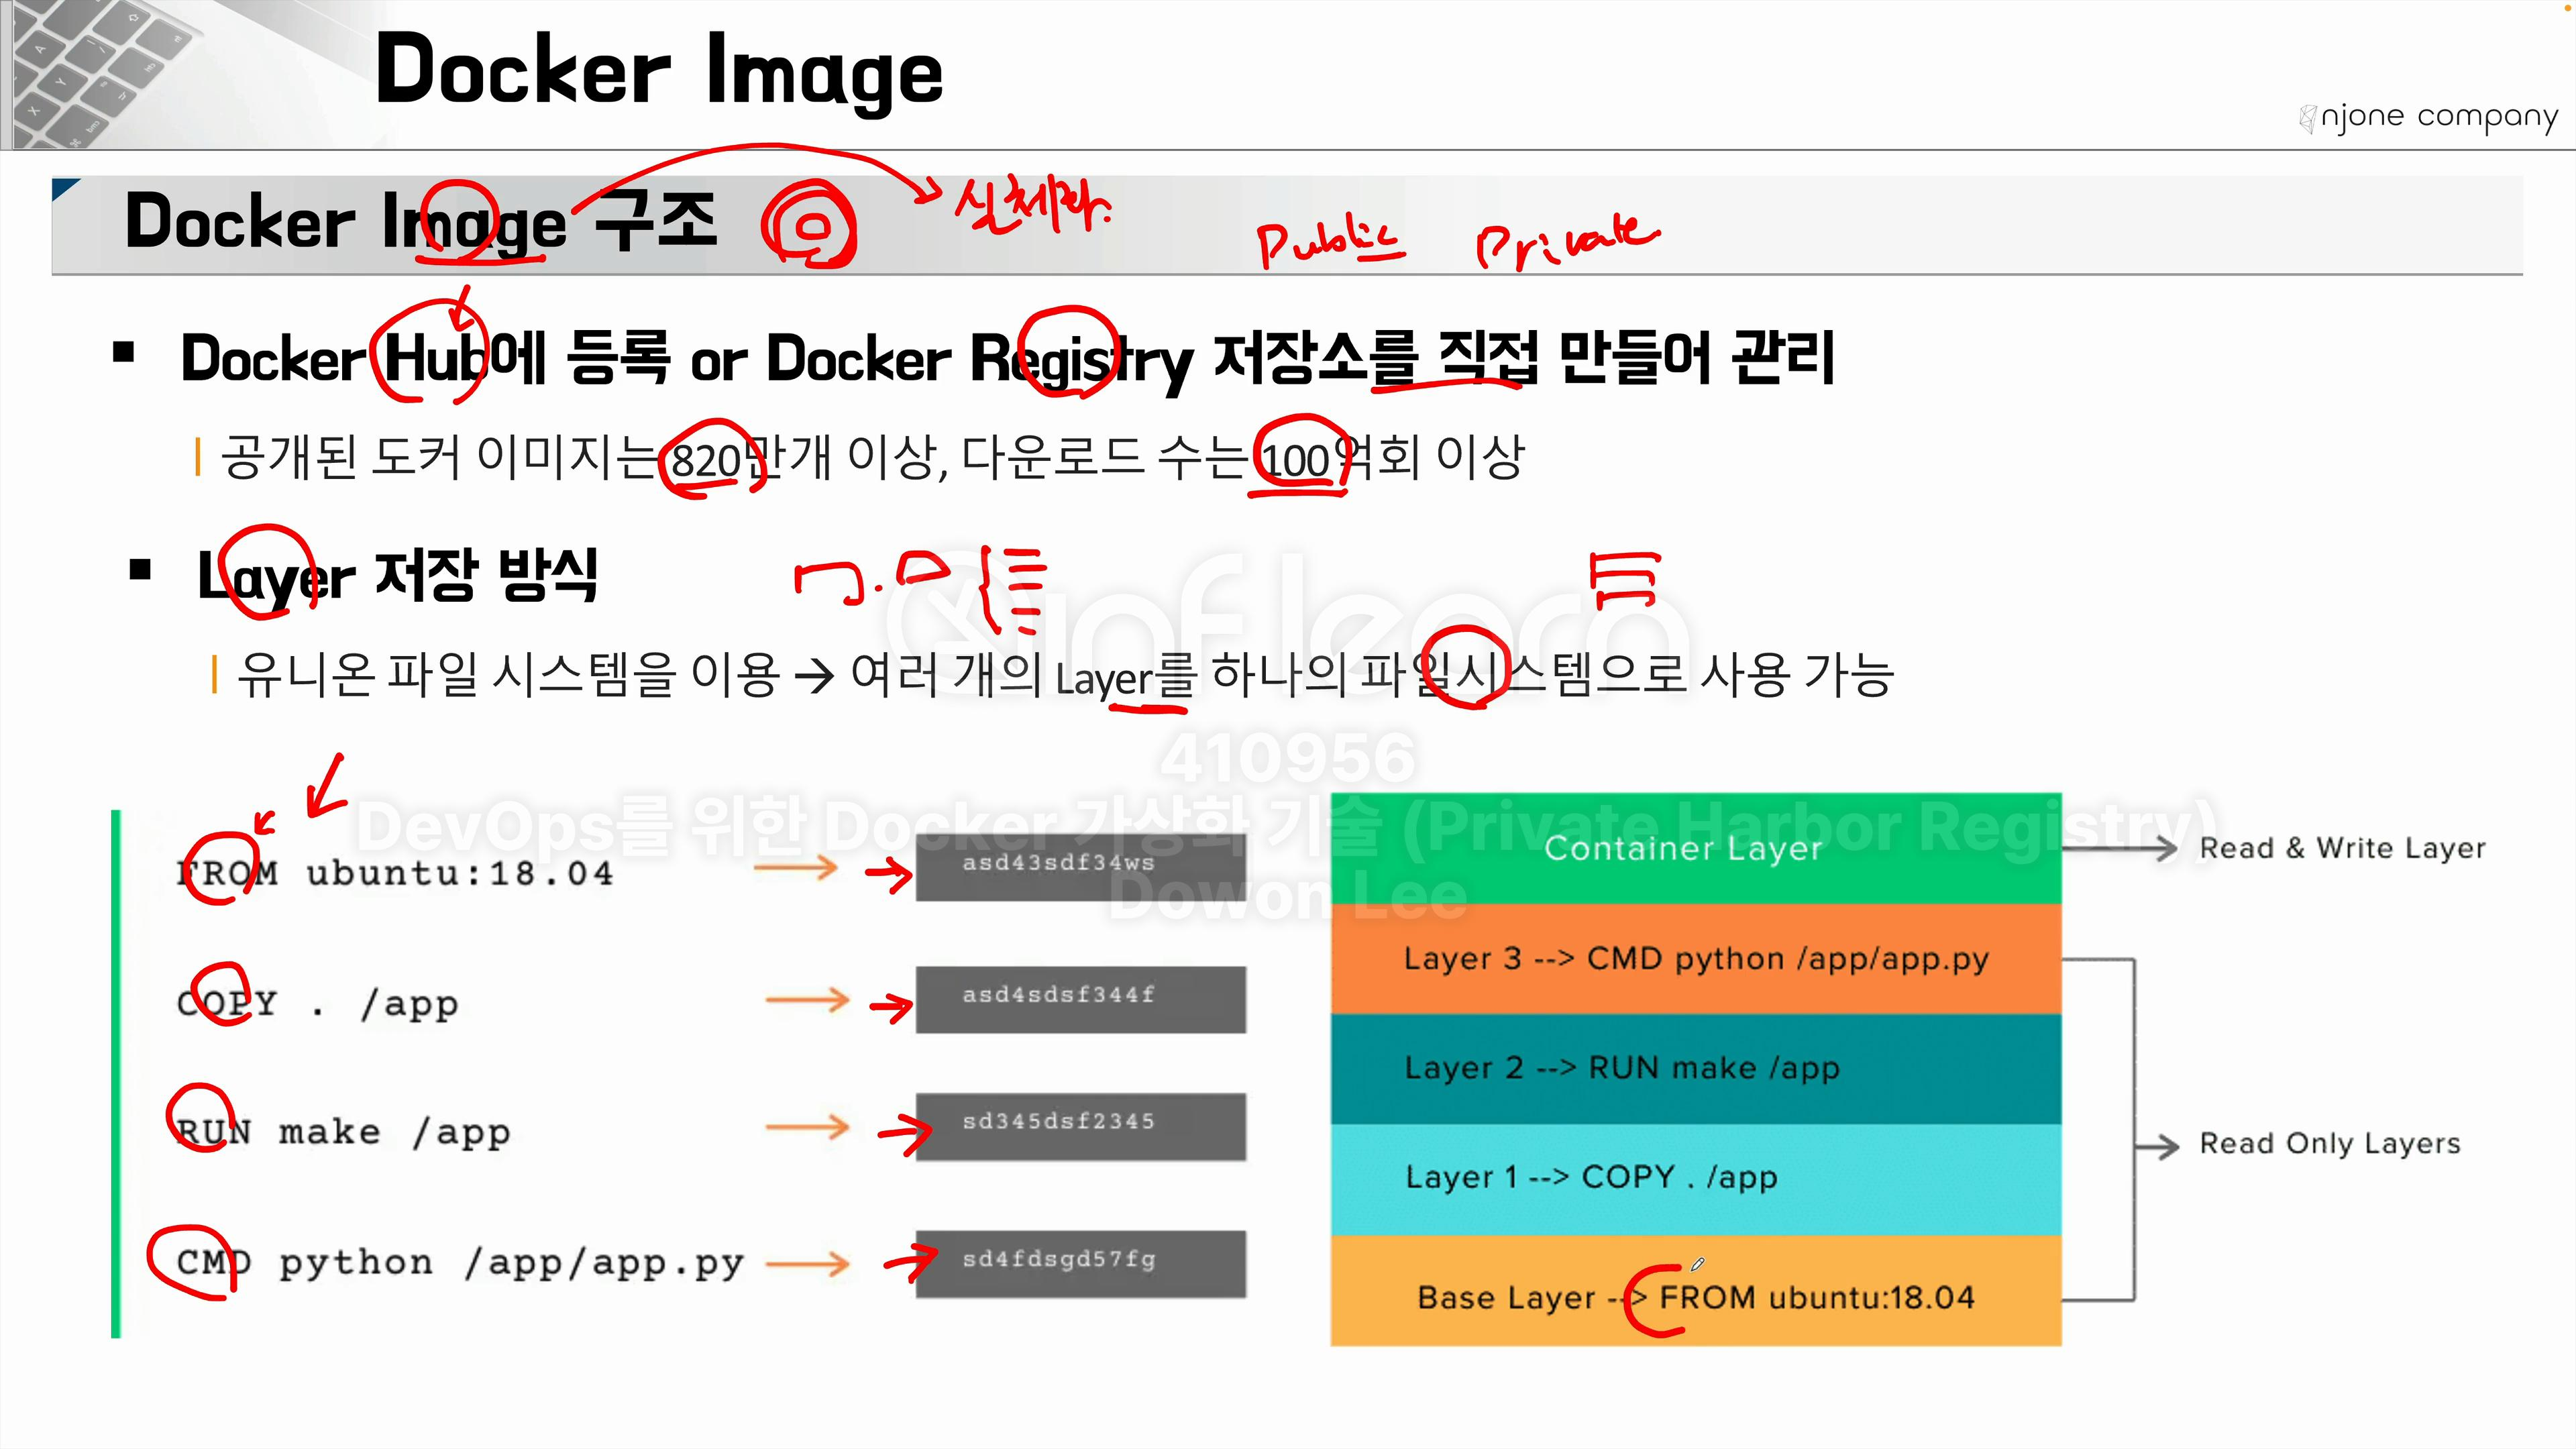 Docker Image
njone company
Docker Image 구조
실체화.
Public Private
Docker Hub에 등록 or Docker Registry 저장소를 직접 만들어 관리
공개된 도커 이미지는 820만개 이상, 다운로드 수는 100억회 이상
Layer 저장 방식
inflearn
유니온 파일 시스템을 이용 → 여러 개의 Layer를 하나의 파일시스템으로 사용 가능
410956
DevOps를 위한 Docker 가상화 기술 (Private Harbor Registry)
Dowon Lee
FROM ubuntu:18.04
asd43sdf34ws
COPY . /app
asd4sdsf344f
RUN make /app
sd345dsf2345
CMD python /app/app.py
sd4fdsgd57fg
Container Layer
Read & Write Layer
Layer 3 --> CMD python /app/app.py
Layer 2 --> RUN make /app
Read Only Layers
Layer 1 --> COPY . /app
Base Layer --> FROM ubuntu:18.04